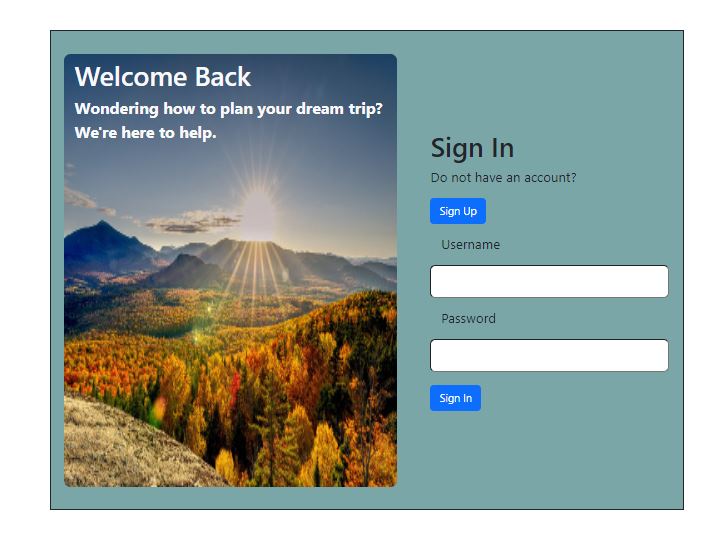 Welcome Back
Wondering how to plan your dream trip?
We're here to help.
Sign In
Do not have an account?
Sign Up
Username
Password
Sign In